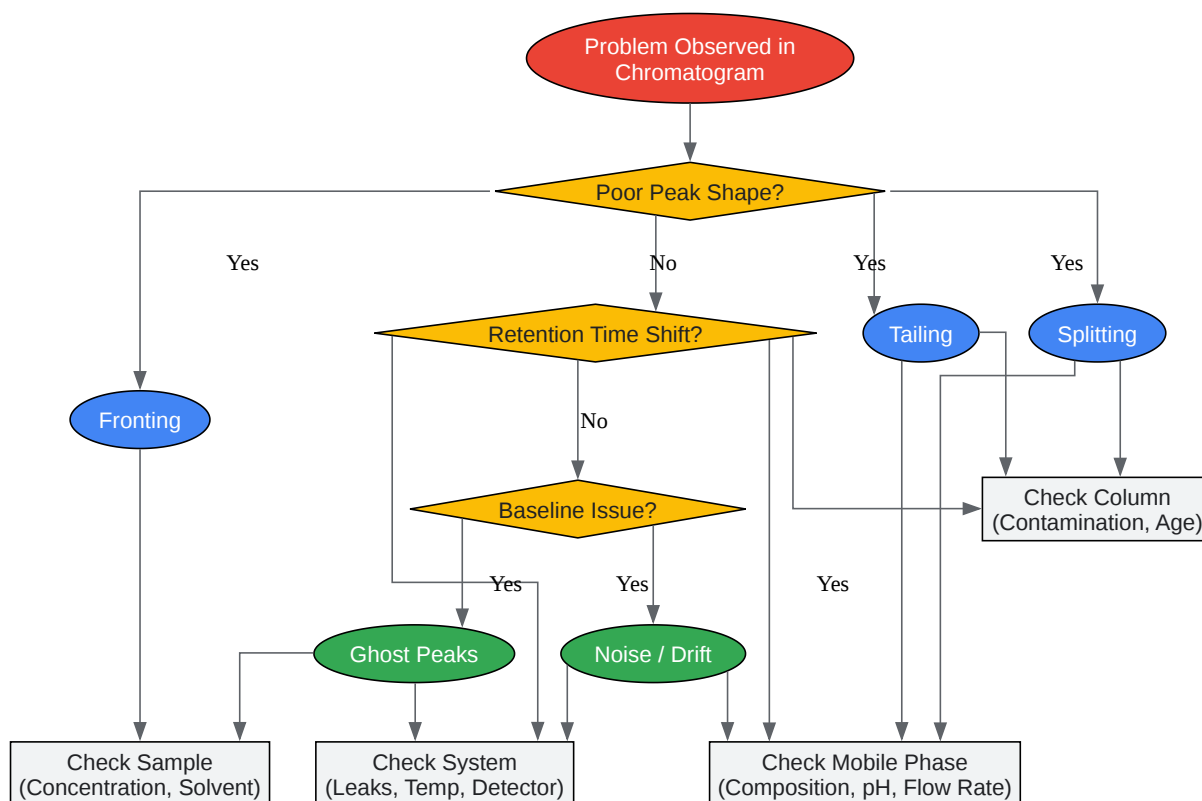 Problem Observed in
Chromatogram
Poor Peak Shape?
Yes
No
Yes
Yes
Retention Time Shift?
Tailing
Splitting
Fronting
No
Baseline Issue?
Check Column
(Contamination, Age)
Yes
Yes
Yes
Ghost Peaks
Noise / Drift
Check Sample
(Concentration, Solvent)
Check System
(Leaks, Temp, Detector)
Check Mobile Phase
(Composition, pH, Flow Rate)